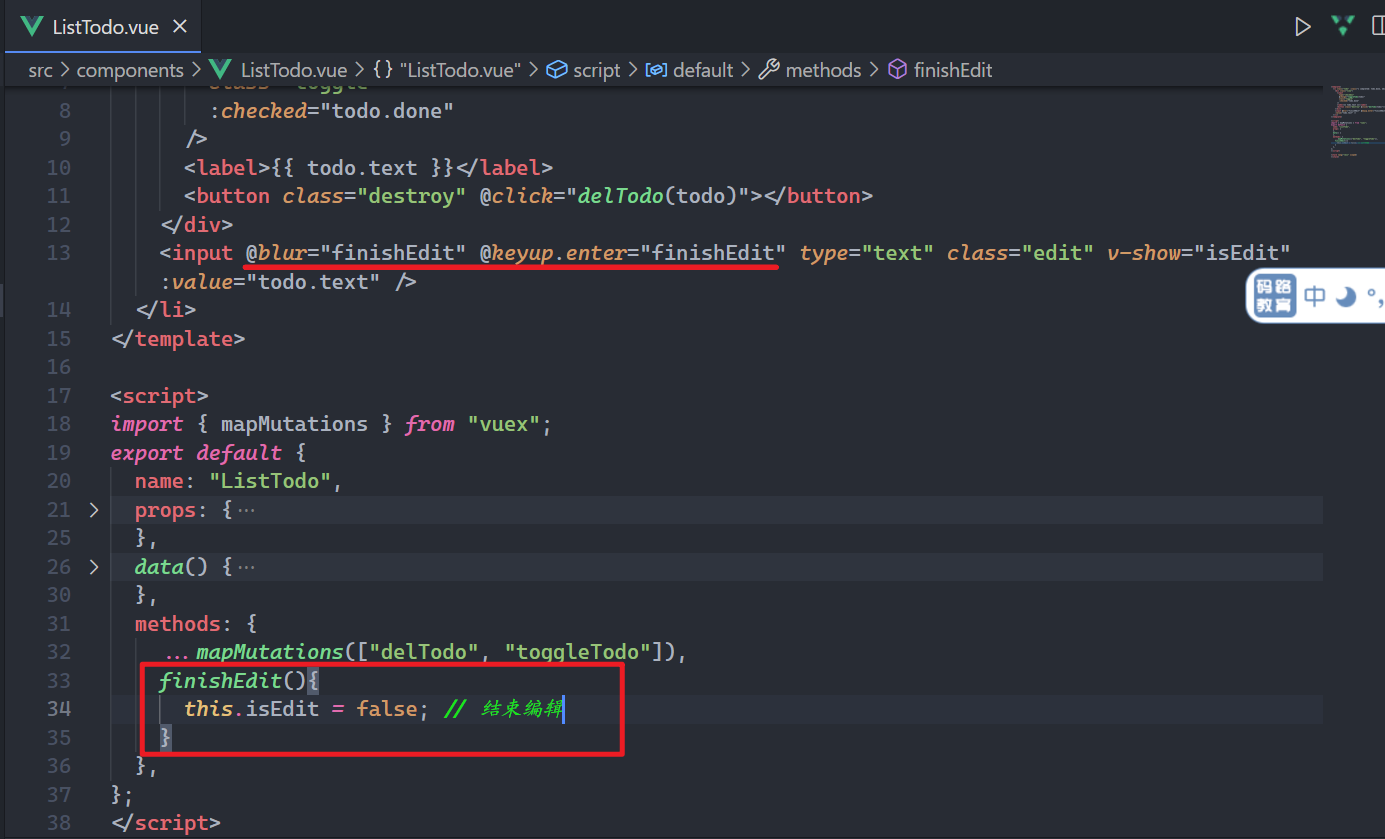 ListTodo.vue
src > components > ListTodo.vue > {} "ListTodo.vue" > script > default > methods > finishEdit
8 :checked="todo.done"
9 />
10 <label>{{ todo.text }}</label>
11 <button class="destroy" @click="delTodo(todo)"></button>
12 </div>
13 <input @blur="finishEdit" @keyup.enter="finishEdit" type="text" class="edit" v-show="isEdit"
:value="todo.text" />
14 </li>
15 </template>
16
17 <script>
18 import { mapMutations } from "vuex";
19 export default {
20 name: "ListTodo",
21 props: {…
25 },
26 data() {…
30 },
31 methods: {
32 ...mapMutations(["delTodo", "toggleTodo"]),
33 finishEdit(){
34 this.isEdit = false; // 结束编辑
35 }
36 },
37 };
38 </script>
码路
教育
中